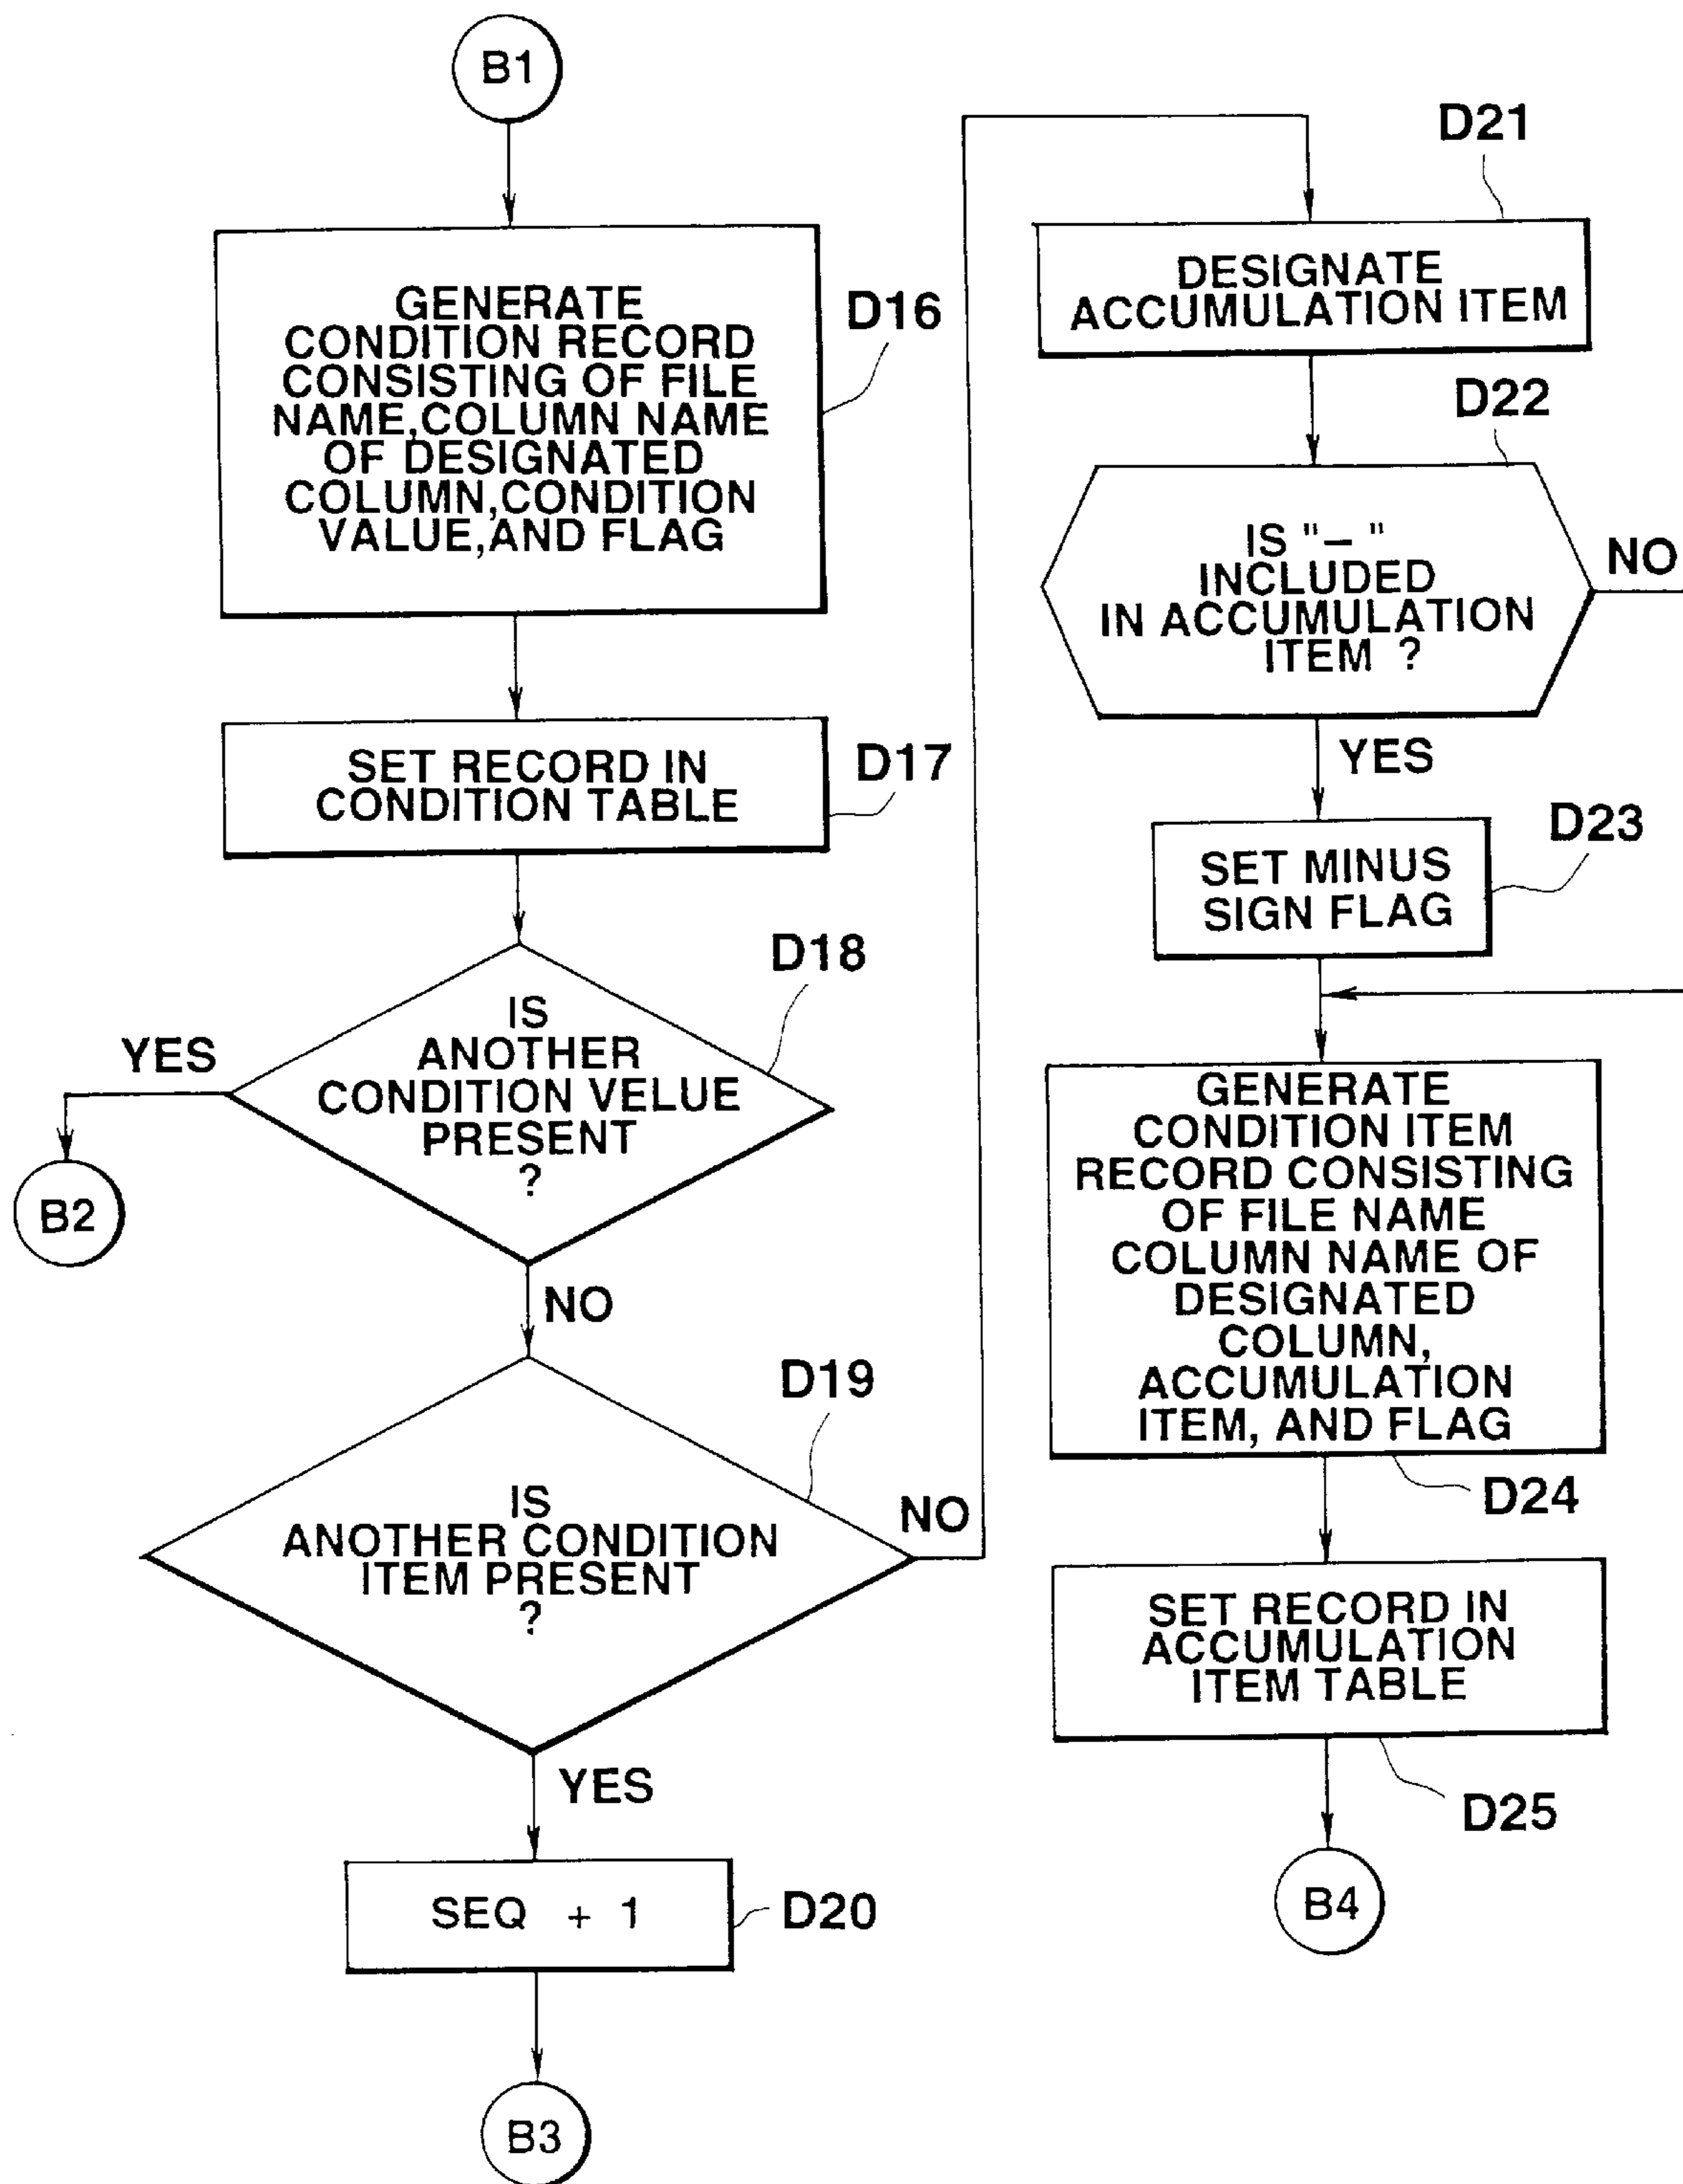 B1
GENERATE
CONDITION RECORD
CONSISTING OF FILE
NAME,COLUMN NAME
OF DESIGNATED
COLUMN,CONDITION
VALUE,AND FLAG
D16
SET RECORD IN
CONDITION TABLE
D17
IS
ANOTHER
CONDITION VELUE
PRESENT
?
D18
YES
B2
NO
IS
ANOTHER CONDITION
ITEM PRESENT
?
D19
NO
YES
SEQ + 1
D20
B3
D21
DESIGNATE
ACCUMULATION ITEM
D22
IS "–"
INCLUDED
IN ACCUMULATION
ITEM ?
NO
YES
D23
SET MINUS
SIGN FLAG
GENERATE
CONDITION ITEM
RECORD CONSISTING
OF FILE NAME
COLUMN NAME OF
DESIGNATED
COLUMN,
ACCUMULATION
ITEM, AND FLAG
D24
SET RECORD IN
ACCUMULATION
ITEM TABLE
D25
B4